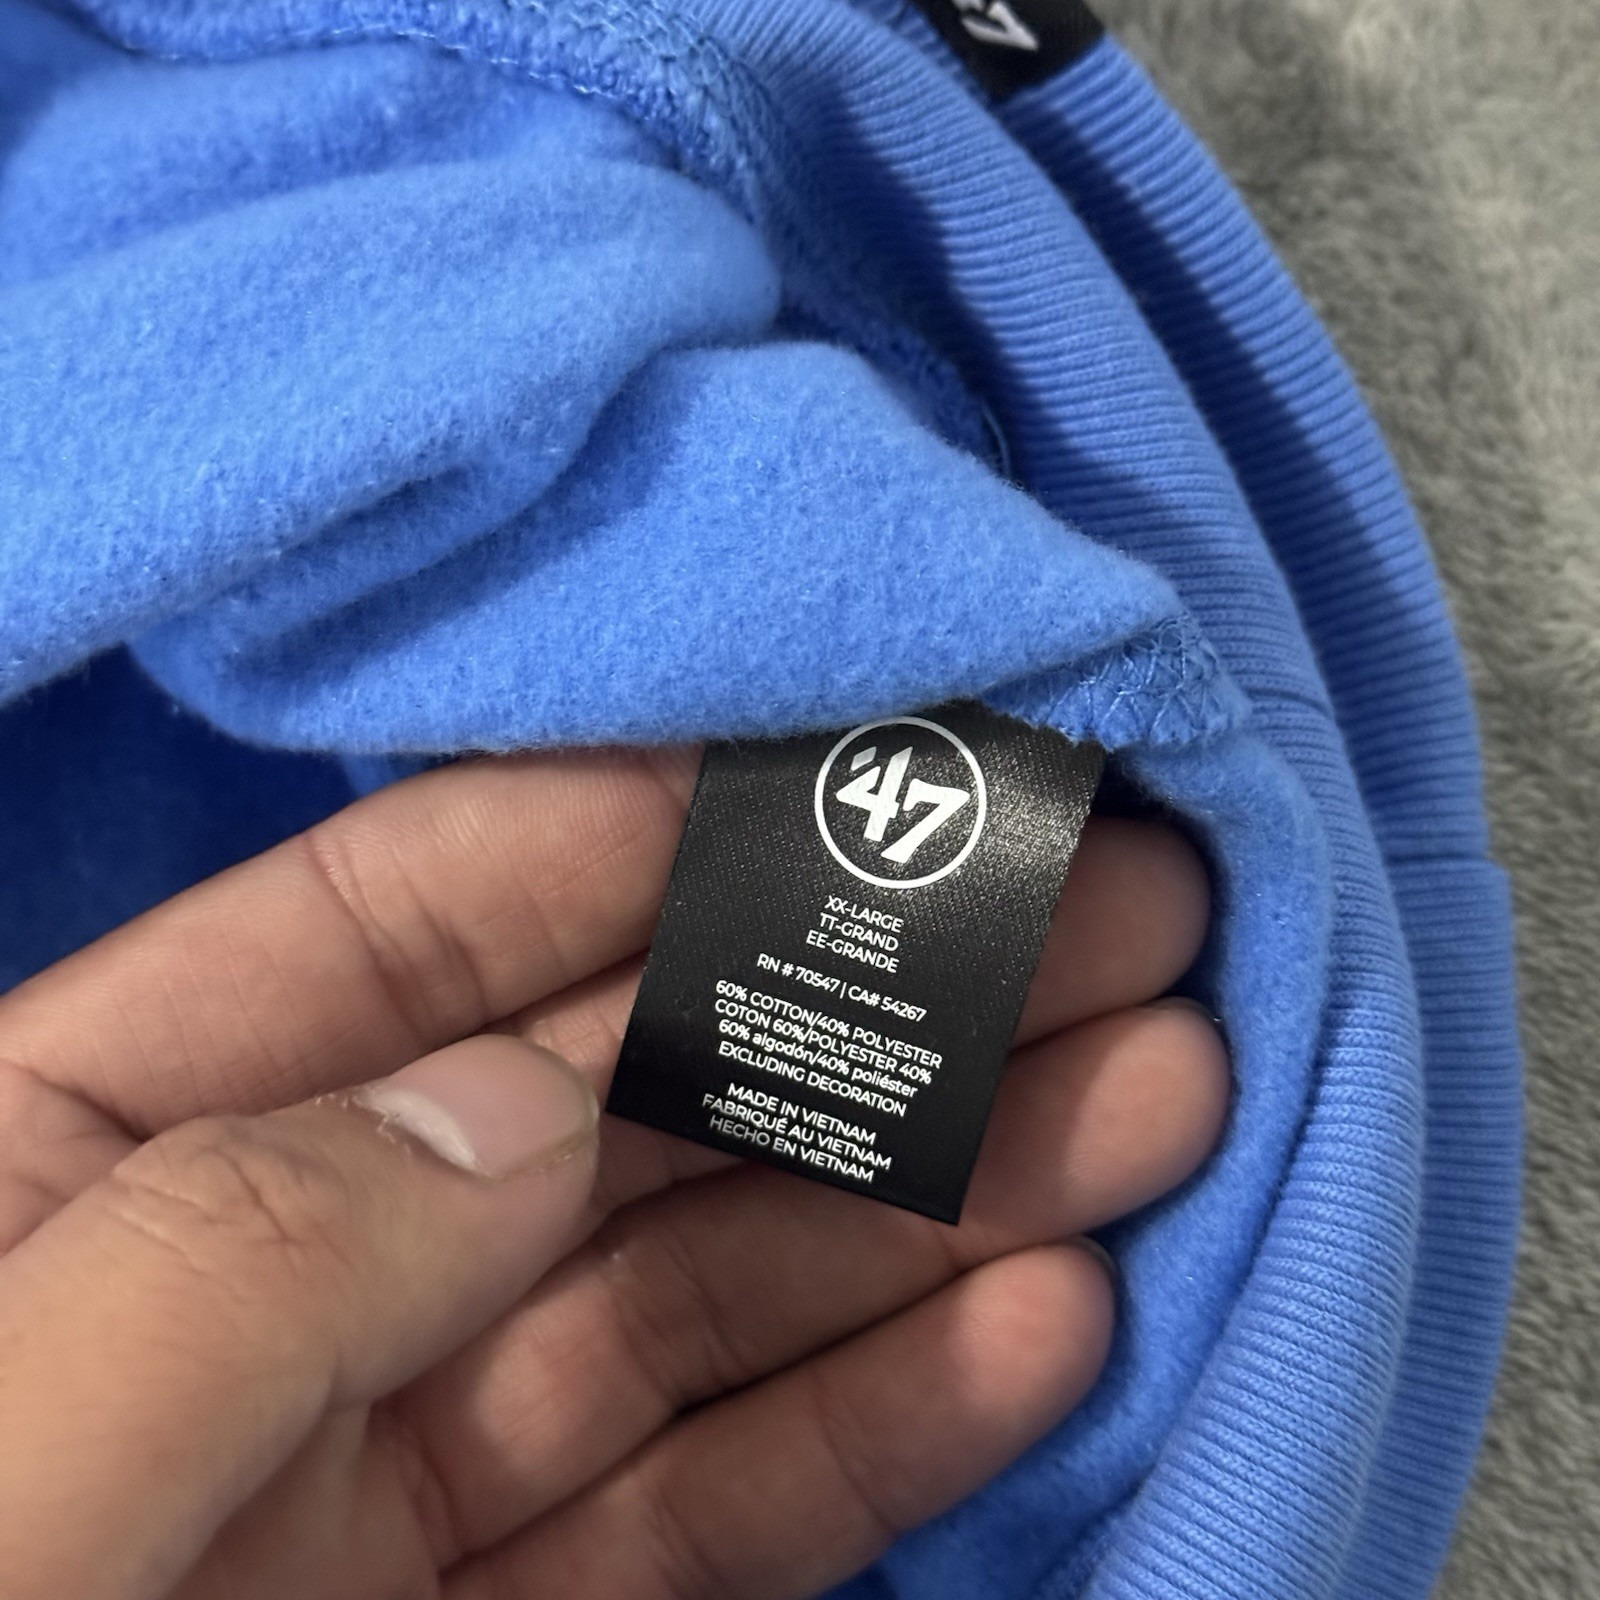 47
'47
XX-LARGE
TT-GRAND
EE-GRANDE
RN # 70547 | CA# 54267
60% COTTON/40% POLYESTER
COTON 60%/POLYESTER 40%
60% algodón/40% poliéster
EXCLUDING DECORATION
MADE IN VIETNAM
FABRIQUÉ AU VIETNAM
HECHO EN VIETNAM